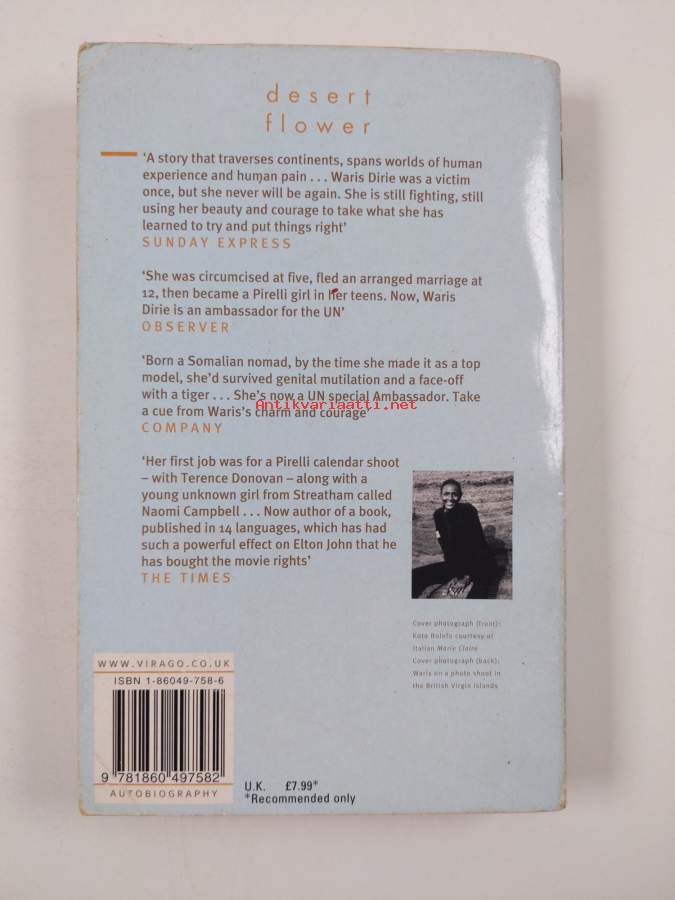 desert
flower
‘A story that traverses continents, spans worlds of human
experience and human pain . . . Waris Dirie was a victim
once, but she never will be again. She is still fighting, still
using her beauty and courage to take what she has
learned to try and put things right’
SUNDAY EXPRESS
‘She was circumcised at five, fled an arranged marriage at
12, then became a Pirelli girl in her teens. Now, Waris
Dirie is an ambassador for the UN’
OBSERVER
‘Born a Somalian nomad, by the time she made it as a top
model, she’d survived genital mutilation and a face-off
with a tiger . . . She’s now a UN special Ambassador. Take
a cue from Waris’s charm and courage’
Antikvariaatti.net
COMPANY
‘Her first job was for a Pirelli calendar shoot
– with Terence Donovan – along with a
young unknown girl from Streatham called
Naomi Campbell . . . Now author of a book,
published in 14 languages, which has had
such a powerful effect on Elton John that he
has bought the movie rights’
THE TIMES
Cover photograph (front):
Koto Bolofo courtesy of
Italian Marie Claire
Cover photograph (back):
Waris on a photo shoot in
the British Virgin Islands
WWW.VIRAGO.CO.UK
ISBN 1-86049-758-6
9 781860 497582
AUTOBIOGRAPHY
U.K. £7.99*
*Recommended only